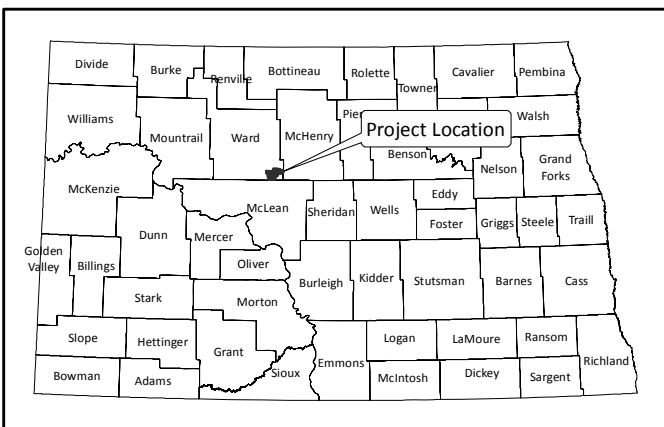 Divide
Burke
Renville
Bottineau
Rolette
Towner
Cavalier
Pembina
Williams
Mountrail
Ward
McHenry
Pier
Project Location
Walsh
Benson
Nelson
Grand
Forks
McKenzie
McLean
Sheridan
Wells
Eddy
Foster
Griggs
Steele
Traill
Dunn
Mercer
Oliver
Golden
Valley
Billings
Burleigh
Kidder
Stutsman
Barnes
Cass
Stark
Morton
Slope
Hettinger
Grant
Emmons
Logan
LaMoure
Ransom
Richland
Bowman
Adams
Sioux
McIntosh
Dickey
Sargent